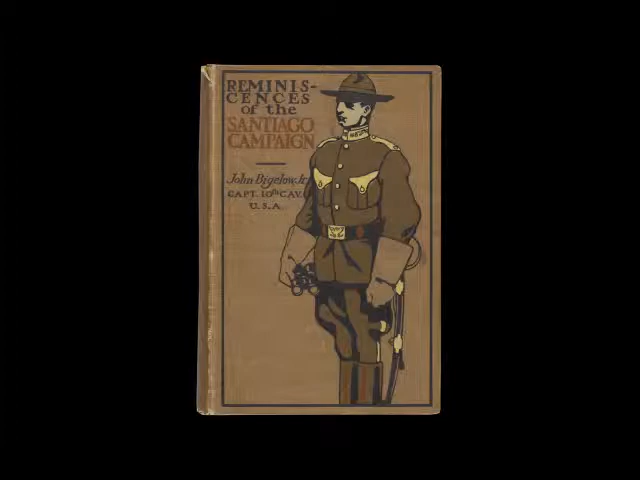 REMINIS-
CENCES
of the
SANTIAGO
CAMPAIGN
John Bigelow, Jr.
CAPT. 10th CAV.
U.S.A.